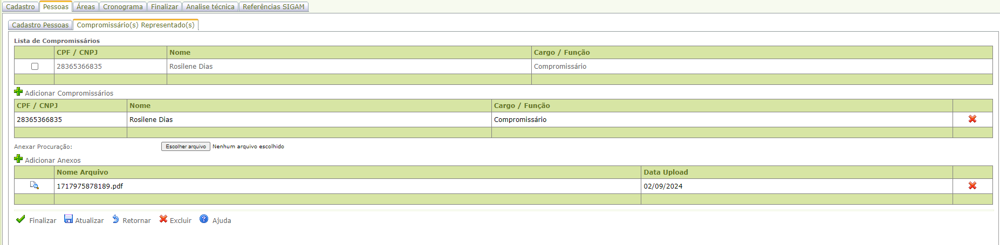 Cadastro Pessoas Áreas Cronograma Finalizar Analise técnica Referências SIGAM
Cadastro Pessoas Compromissário(s) Representado(s)
Lista de Compromissários
CPF / CNPJ Nome Cargo / Função
28365366835 Rosilene Dias Compromissário
Adicionar Compromissários
CPF / CNPJ Nome Cargo / Função
28365366835 Rosilene Dias Compromissário
Anexar Procuração: Escolher arquivo Nenhum arquivo escolhido
Adicionar Anexos
Nome Arquivo Data Upload
1717975878189.pdf 02/09/2024
Finalizar Atualizar Retornar Excluir Ajuda